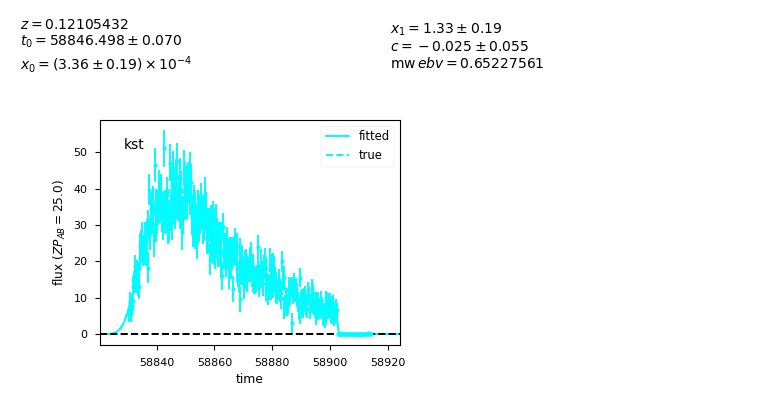 z = 0.12105432
t₀ = 58846.498 ± 0.070
x₀ = (3.36 ± 0.19) × 10⁻⁴
x₁ = 1.33 ± 0.19
c = −0.025 ± 0.055
mw ebv = 0.65227561
kst
fitted
true
50
40
30
20
10
0
flux (ZP_AB = 25.0)
58840 58860 58880 58900 58920
time